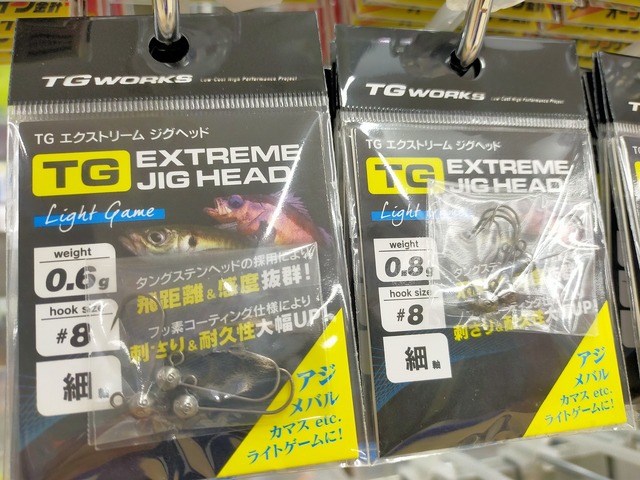 TG WORKS Low-Cost High Performance Project
TG エクストリーム ジグヘッド
TG EXTREME
JIG HEAD
Light Game
weight
0.6g
hook size
#8
細軸
タングステンヘッドの採用により
飛距離&感度抜群!
フッ素コーティング仕様により
刺さり&耐久性大幅UP!
アジ
メバル
カマス etc.
ライトゲームに!
TG WORKS Low-Cost High Performance Project
TG エクストリーム ジグヘッド
TG EXTREME
JIG HEAD
Light
weight
0.8g
hook size
#8
細軸
タングステン
刺さり&耐久性大幅UP
アジ
メバル
カマス etc.
ライトゲームに!